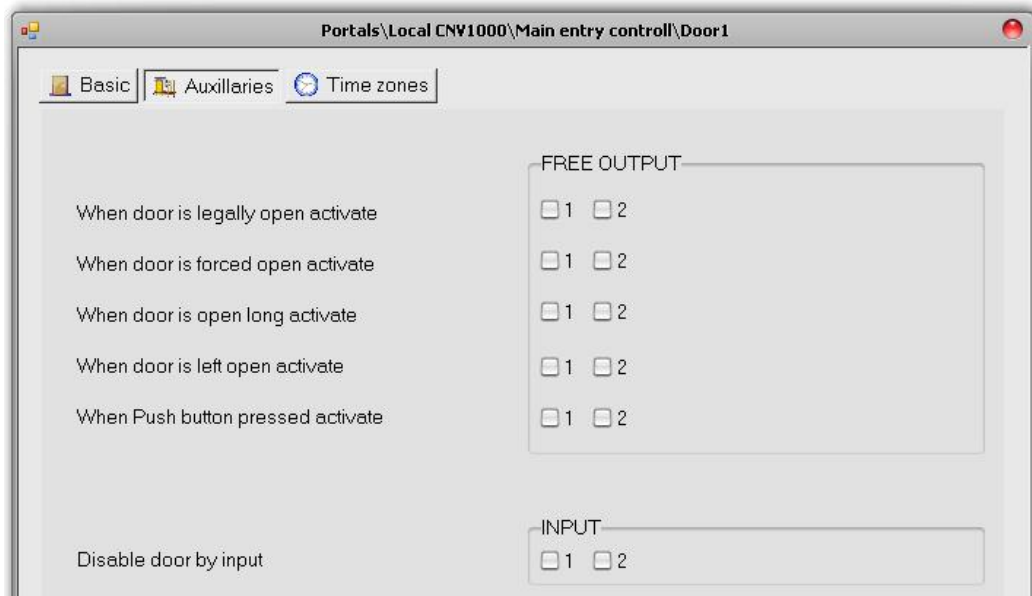 Portals\Local CNV1000\Main entry controll\Door1
Basic Auxillaries Time zones
FREE OUTPUT
When door is legally open activate 1 2
When door is forced open activate 1 2
When door is open long activate 1 2
When door is left open activate 1 2
When Push button pressed activate 1 2
INPUT
Disable door by input 1 2